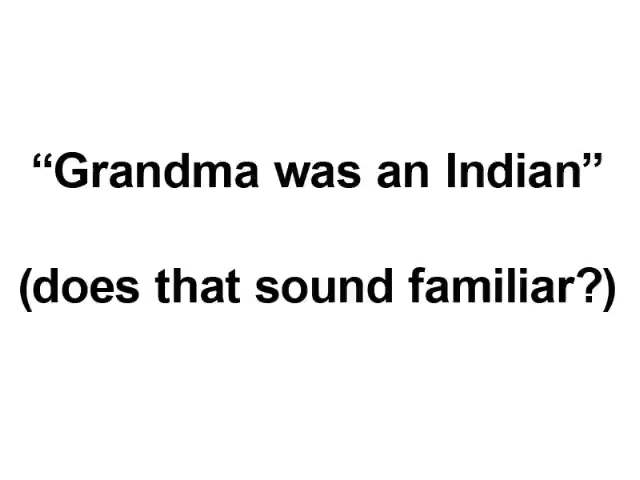 “Grandma was an Indian”
(does that sound familiar?)